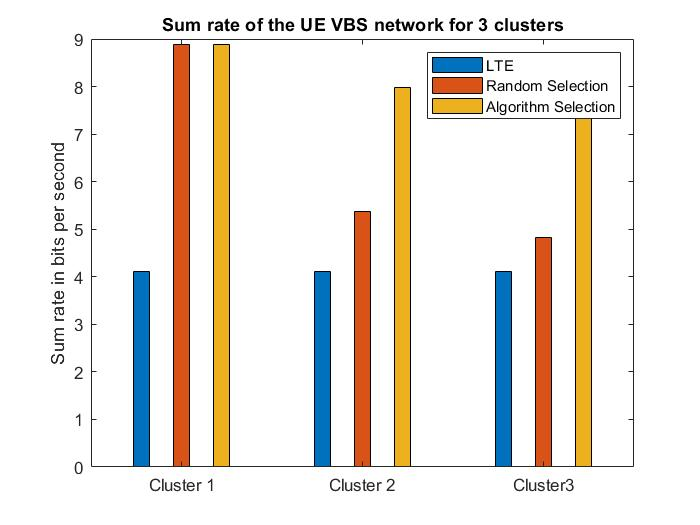 Sum rate of the UE VBS network for 3 clusters
9
8
7
6
5
4
3
2
1
0
Sum rate in bits per second
LTE
Random Selection
Algorithm Selection
Cluster 1
Cluster 2
Cluster3